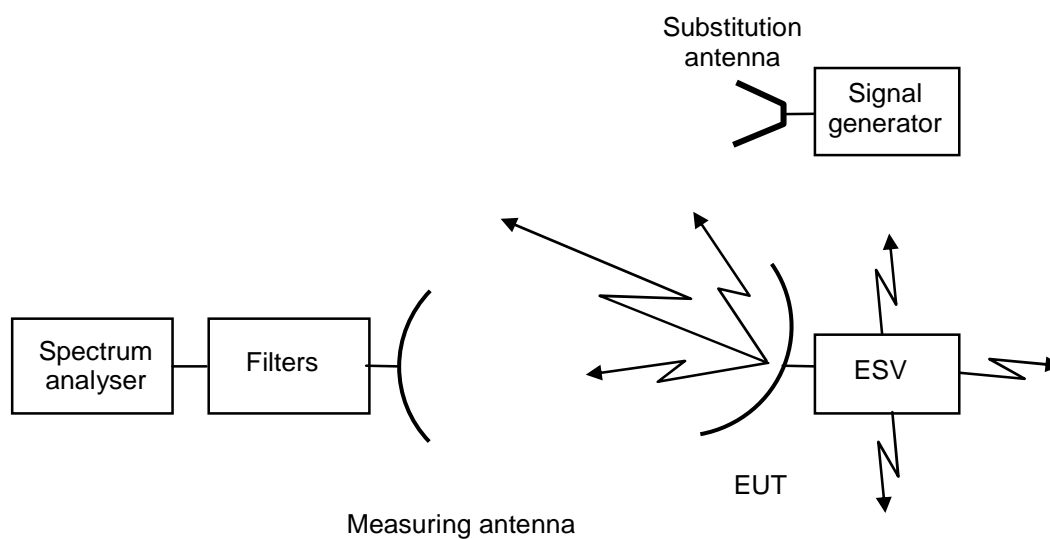 Substitution
antenna
Signal
generator
Spectrum
analyser
Filters
ESV
EUT
Measuring antenna